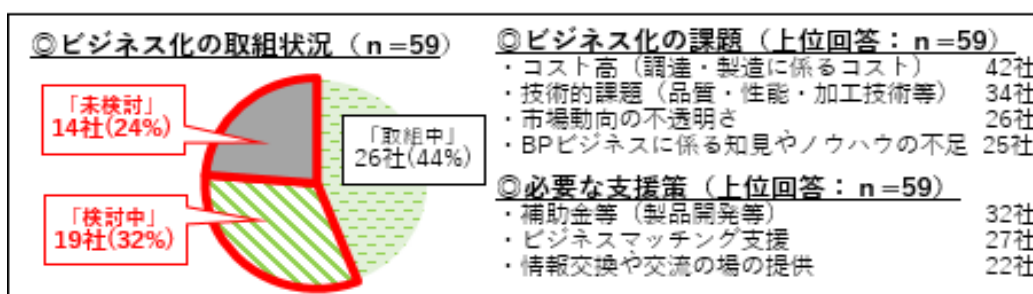 ◎ビジネス化の取組状況（n=59）
「未検討」
14社(24%)
「取組中」
26社(44%)
「検討中」
19社(32%)
◎ビジネス化の課題（上位回答：n=59）
・コスト高（調達・製造に係るコスト） 42社
・技術的課題（品質・性能・加工技術等） 34社
・市場動向の不透明さ 26社
・BPビジネスに係る知見やノウハウの不足 25社
◎必要な支援策（上位回答：n=59）
・補助金等（製品開発等） 32社
・ビジネスマッチング支援 27社
・情報交換や交流の場の提供 22社